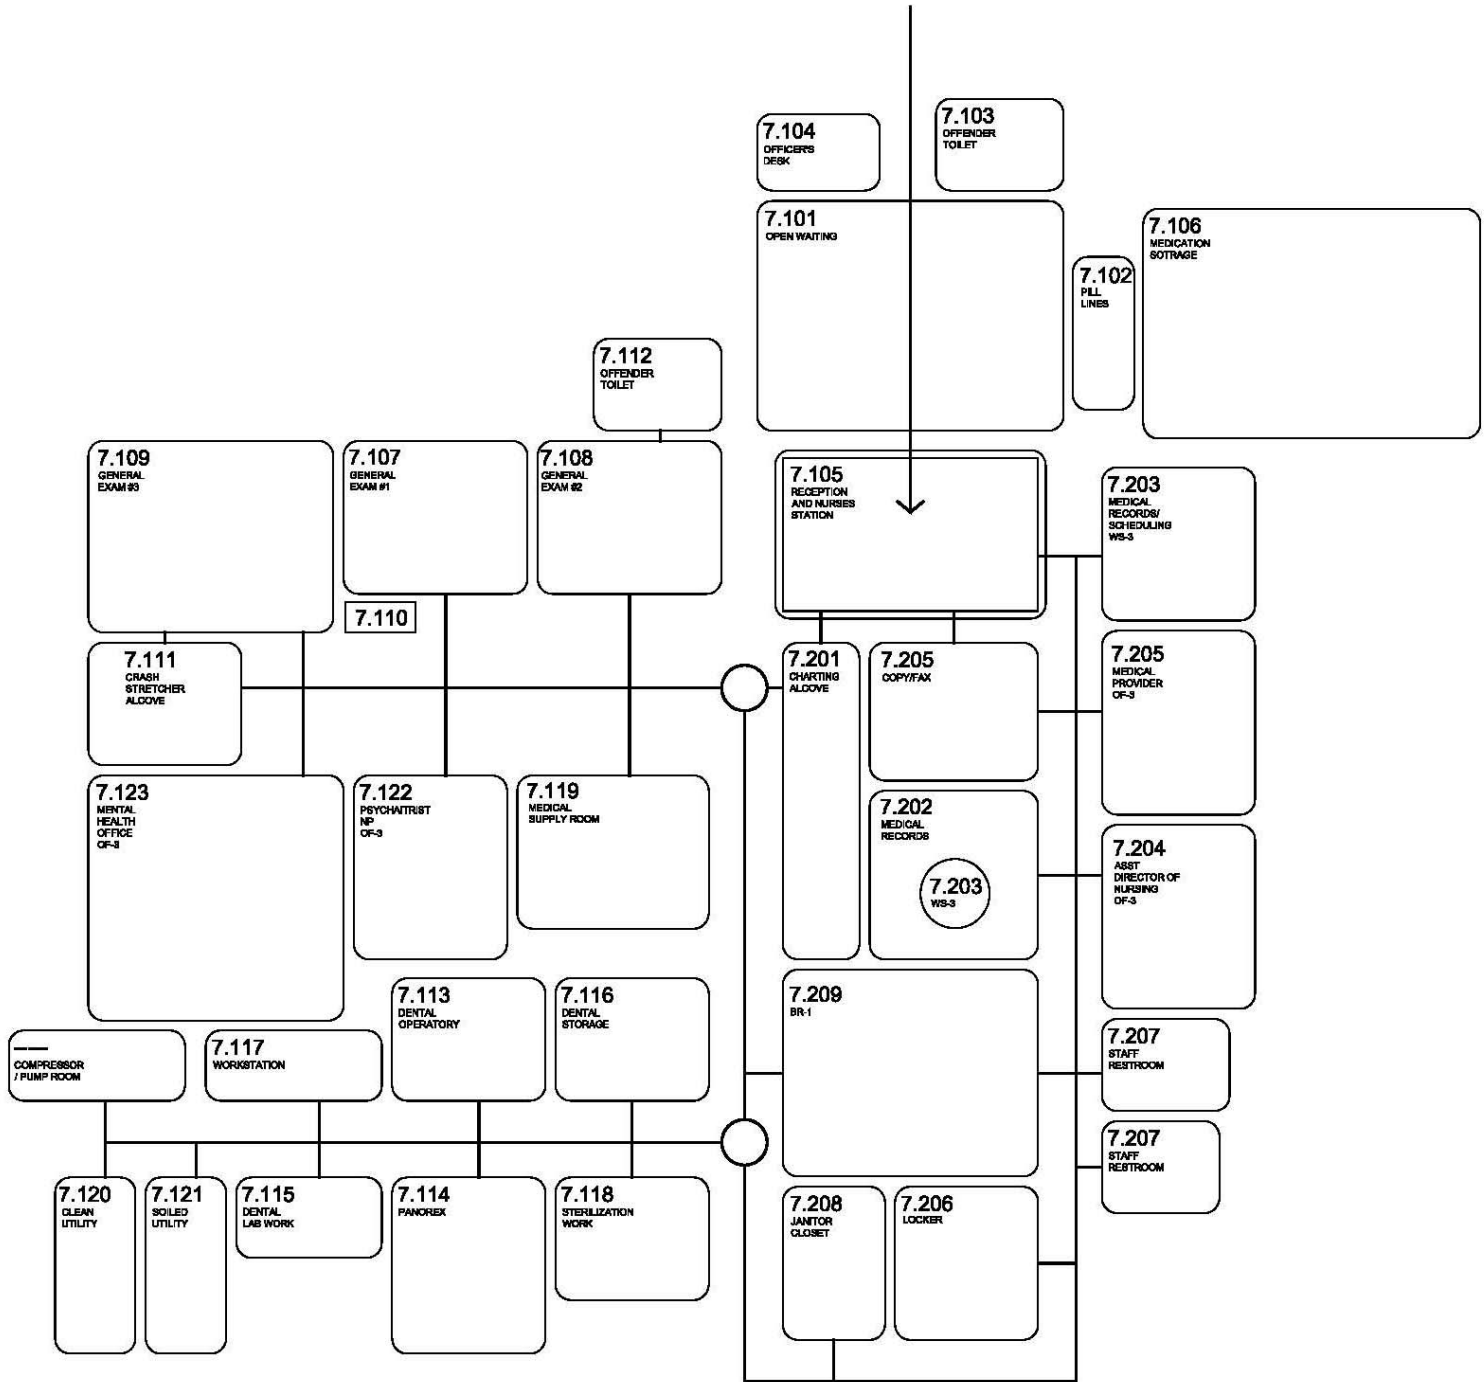 7.104
OFFICER'S
DESK
7.103
OFFENDER
TOILET
7.101
OPEN WAITING
7.106
MEDICATION
SOTRAGE
7.102
PILL
LINES
7.112
OFFENDER
TOILET
7.109
GENERAL
EXAM #3
7.107
GENERAL
EXAM #1
7.108
GENERAL
EXAM #2
7.105
RECEPTION
AND NURSES
STATION
7.203
MEDICAL
RECORDS/
SCHEDULING
WS-3
7.110
7.111
CRASH
STRETCHER
ALCOVE
7.201
CHARTING
ALCOVE
7.205
COPY/FAX
7.205
MEDICAL
PROVIDER
OF-3
7.123
MENTAL
HEALTH
OFFICE
OF-3
7.122
PSYCHAITRIST
NP
OF-3
7.119
MEDICAL
SUPPLY ROOM
7.202
MEDICAL
RECORDS
7.203
WS-3
7.204
ASST
DIRECTOR OF
NURSING
OF-3
7.113
DENTAL
OPERATORY
7.116
DENTAL
STORAGE
7.209
BR-1
COMPRESSOR
/ PUMP ROOM
7.117
WORKSTATION
7.207
STAFF
RESTROOM
7.207
STAFF
RESTROOM
7.120
CLEAN
UTILITY
7.121
SOILED
UTILITY
7.115
DENTAL
LAB WORK
7.114
PANOREX
7.118
STERILIZATION
WORK
7.208
JANITOR
CLOSET
7.206
LOCKER